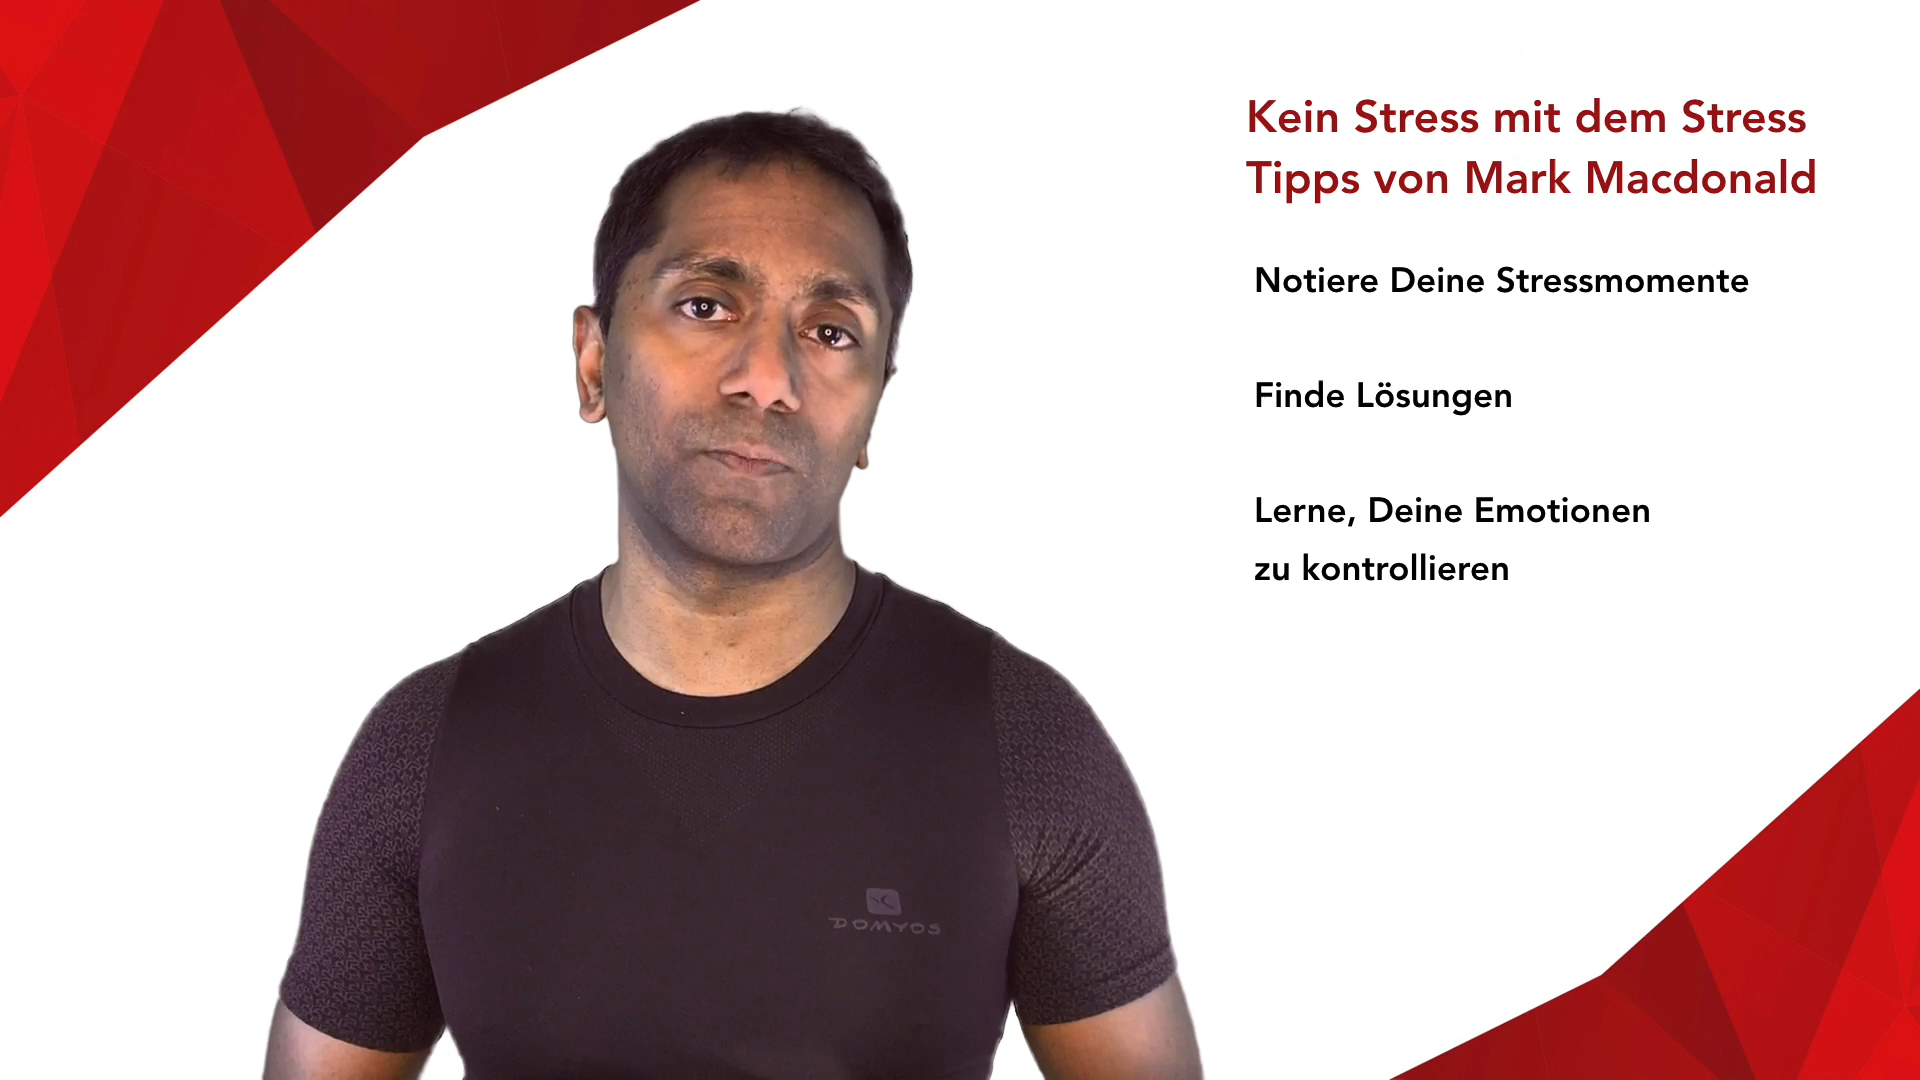 Kein Stress mit dem Stress
Tipps von Mark Macdonald
Notiere Deine Stressmomente
Finde Lösungen
Lerne, Deine Emotionen
zu kontrollieren
DOMYOS